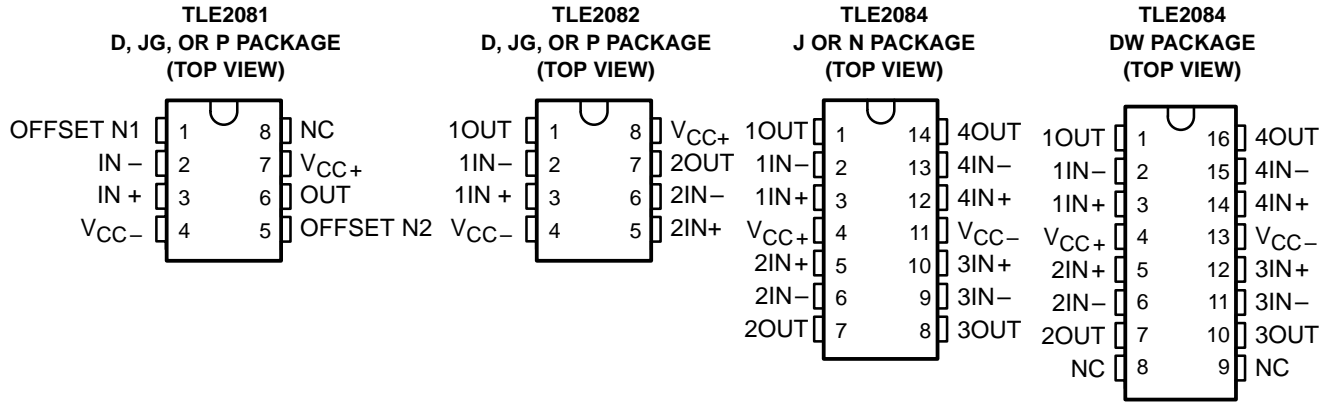 TLE2081
D, JG, OR P PACKAGE
(TOP VIEW)
OFFSET N1 1 8 NC
IN – 2 7 VCC+
IN + 3 6 OUT
VCC– 4 5 OFFSET N2
TLE2082
D, JG, OR P PACKAGE
(TOP VIEW)
1OUT 1 8 VCC+
1IN– 2 7 2OUT
1IN + 3 6 2IN–
VCC– 4 5 2IN+
TLE2084
J OR N PACKAGE
(TOP VIEW)
1OUT 1 14 4OUT
1IN– 2 13 4IN–
1IN+ 3 12 4IN+
VCC+ 4 11 VCC–
2IN+ 5 10 3IN+
2IN– 6 9 3IN–
2OUT 7 8 3OUT
TLE2084
DW PACKAGE
(TOP VIEW)
1OUT 1 16 4OUT
1IN– 2 15 4IN–
1IN+ 3 14 4IN+
VCC+ 4 13 VCC–
2IN+ 5 12 3IN+
2IN– 6 11 3IN–
2OUT 7 10 3OUT
NC 8 9 NC